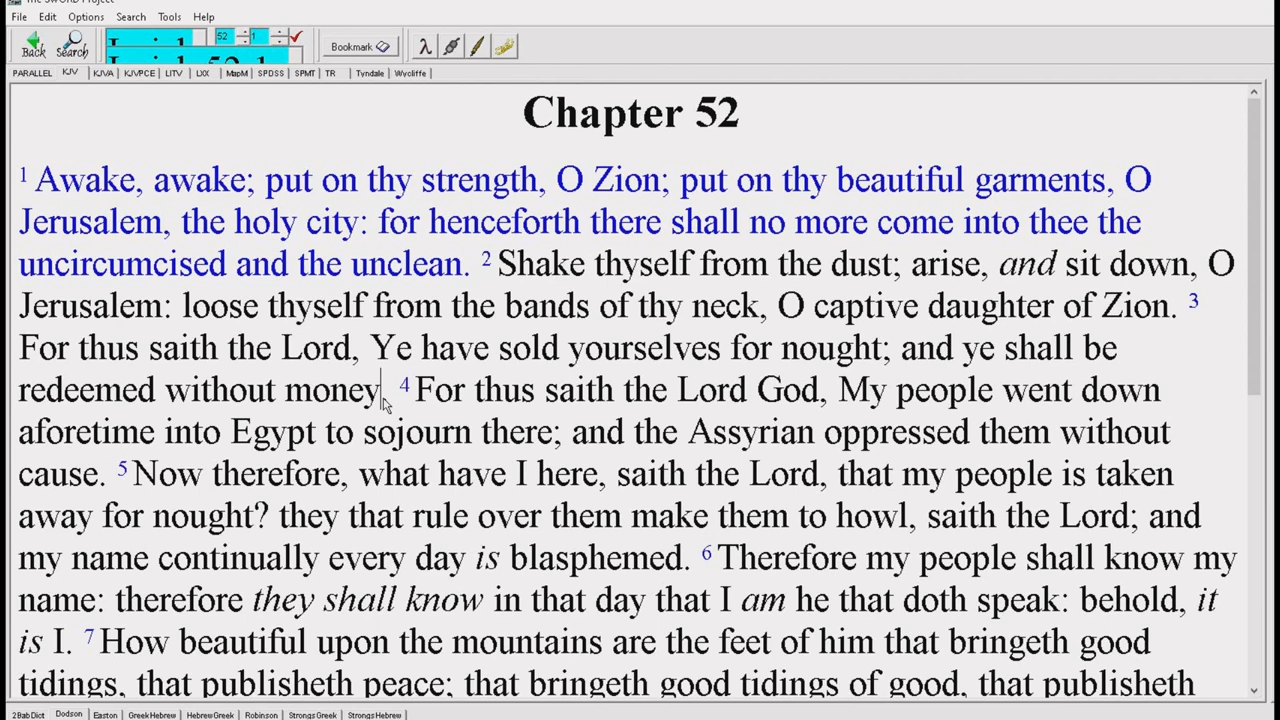 The SWORD Project
File Edit Options Search Tools Help
Back Search 52 1 Bookmark
PARALLEL KJV KJVA KJVPCE LITV LXX MapM SPDSS SPMT TR Tyndale Wycliffe
Chapter 52
1 Awake, awake; put on thy strength, O Zion; put on thy beautiful garments, O
Jerusalem, the holy city: for henceforth there shall no more come into thee the
uncircumcised and the unclean. 2 Shake thyself from the dust; arise, and sit down, O
Jerusalem: loose thyself from the bands of thy neck, O captive daughter of Zion. 3
For thus saith the Lord, Ye have sold yourselves for nought; and ye shall be
redeemed without money. 4 For thus saith the Lord God, My people went down
aforetime into Egypt to sojourn there; and the Assyrian oppressed them without
cause. 5 Now therefore, what have I here, saith the Lord, that my people is taken
away for nought? they that rule over them make them to howl, saith the Lord; and
my name continually every day is blasphemed. 6 Therefore my people shall know my
name: therefore they shall know in that day that I am he that doth speak: behold, it
is I. 7 How beautiful upon the mountains are the feet of him that bringeth good
tidings, that publisheth peace; that bringeth good tidings of good, that publisheth
2BabDict Dodson Easton GreekHebrew HebrewGreek Robinson StrongsGreek StrongsHebrew